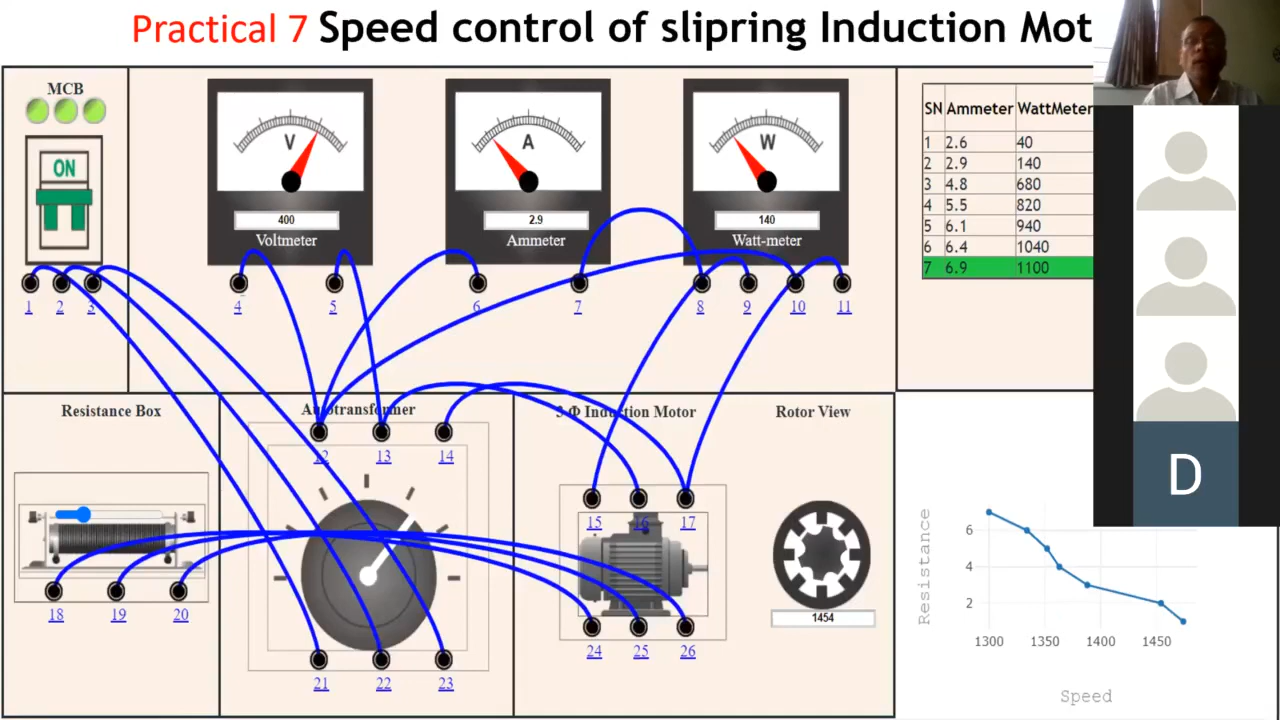 Practical 7 Speed control of slipring Induction Mot
MCB
ON
V
400
Voltmeter
A
2.9
Ammeter
W
140
Watt-meter
SN Ammeter WattMeter
1 2.6 40
2 2.9 140
3 4.8 680
4 5.5 820
5 6.1 940
6 6.4 1040
7 6.9 1100
1 2 3 4 5 6 7 8 9 10 11
Resistance Box
Autotransformer
3 Φ Induction Motor
Rotor View
12 13 14
15 16 17
18 19 20
21 22 23
24 25 26
1454
D
Resistance
6
4
2
1300 1350 1400 1450
Speed